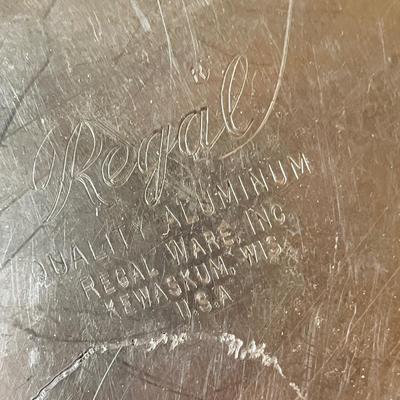 Regal
QUALITY ALUMINUM
REGAL WARE, INC
KEWASKUM, WIS.
U.S.A